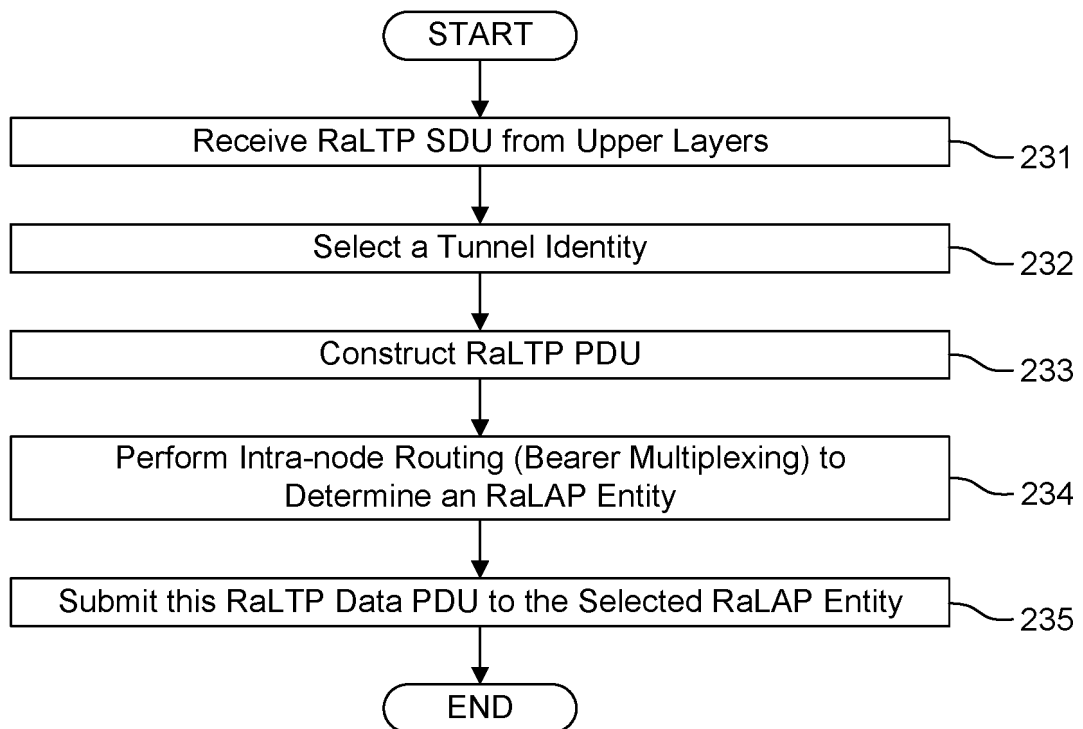 START
Receive RaLTP SDU from Upper Layers
231
Select a Tunnel Identity
232
Construct RaLTP PDU
233
Perform Intra-node Routing (Bearer Multiplexing) to
Determine an RaLAP Entity
234
Submit this RaLTP Data PDU to the Selected RaLAP Entity
235
END